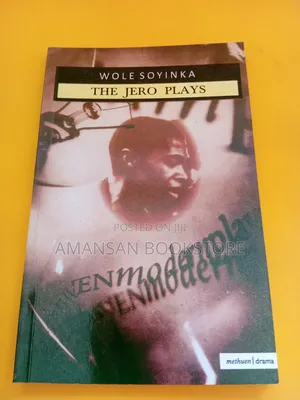 WOLE SOYINKA
THE JERO PLAYS
POSTED ON JIJI
AMANSAN BOOKSTORE
methuen | drama